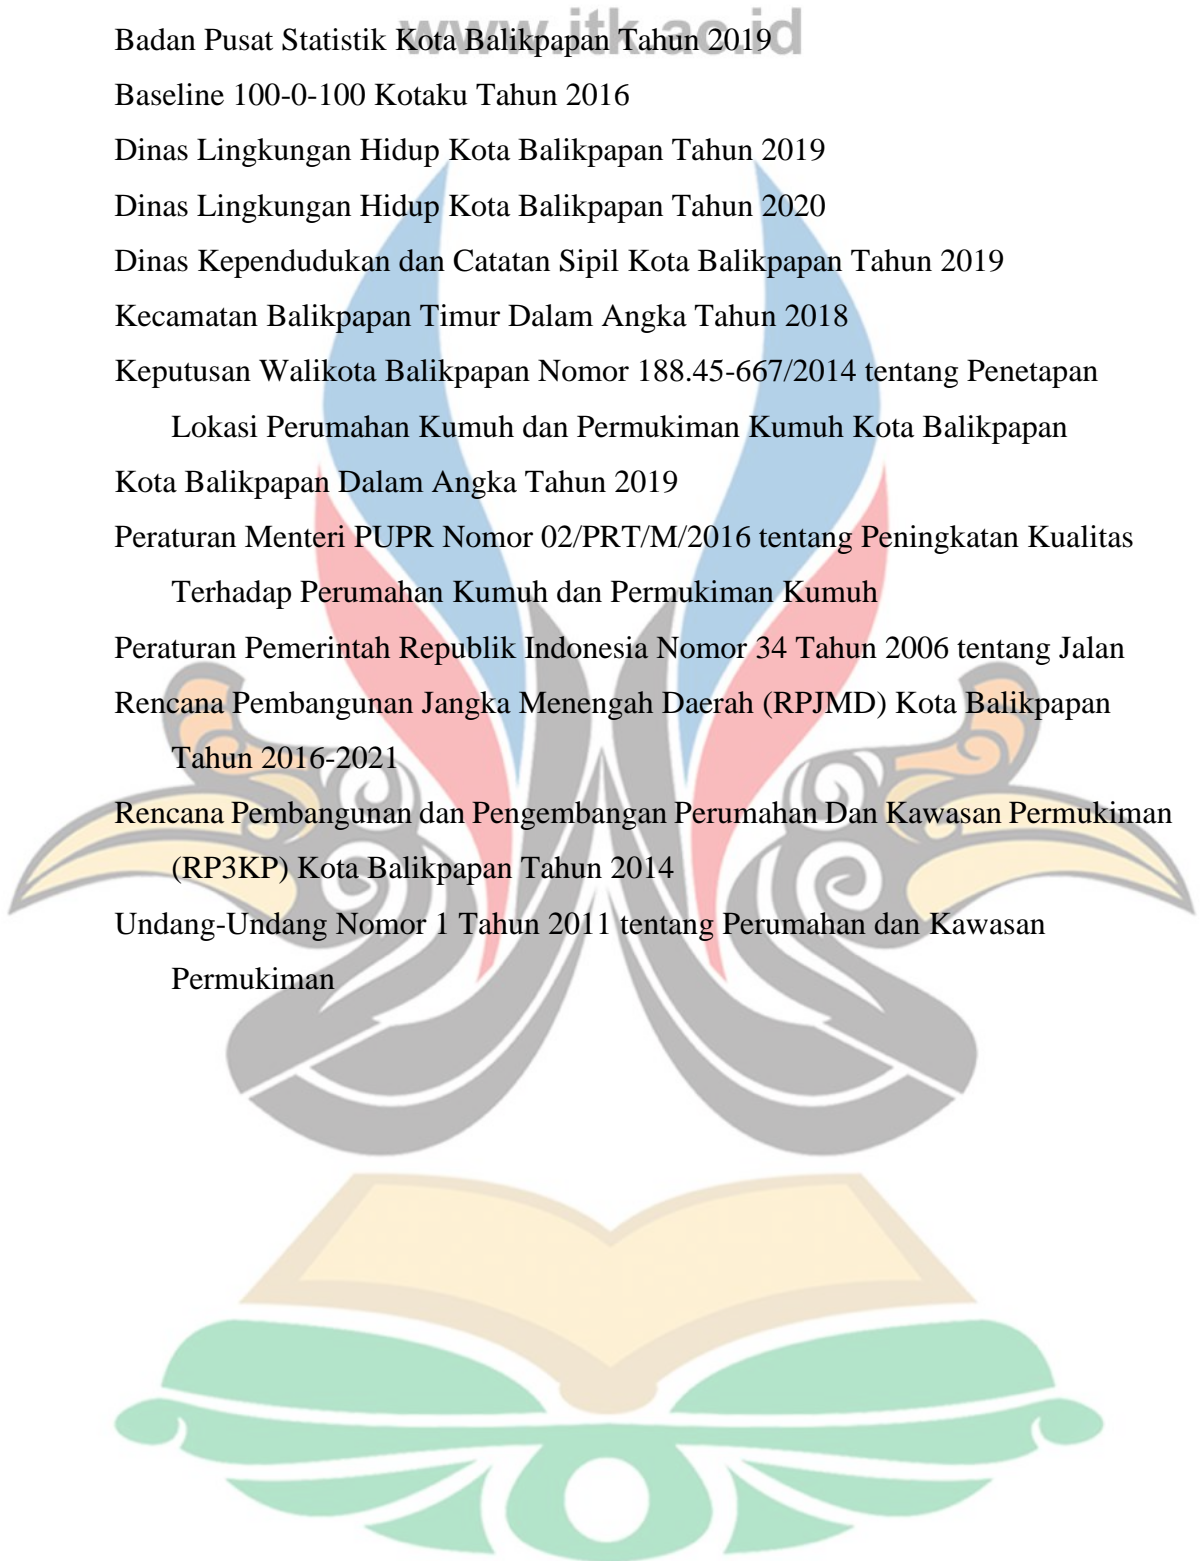 www.itk.ac.id
Badan Pusat Statistik Kota Balikpapan Tahun 2019
Baseline 100-0-100 Kotaku Tahun 2016
Dinas Lingkungan Hidup Kota Balikpapan Tahun 2019
Dinas Lingkungan Hidup Kota Balikpapan Tahun 2020
Dinas Kependudukan dan Catatan Sipil Kota Balikpapan Tahun 2019
Kecamatan Balikpapan Timur Dalam Angka Tahun 2018
Keputusan Walikota Balikpapan Nomor 188.45-667/2014 tentang Penetapan
Lokasi Perumahan Kumuh dan Permukiman Kumuh Kota Balikpapan
Kota Balikpapan Dalam Angka Tahun 2019
Peraturan Menteri PUPR Nomor 02/PRT/M/2016 tentang Peningkatan Kualitas
Terhadap Perumahan Kumuh dan Permukiman Kumuh
Peraturan Pemerintah Republik Indonesia Nomor 34 Tahun 2006 tentang Jalan
Rencana Pembangunan Jangka Menengah Daerah (RPJMD) Kota Balikpapan
Tahun 2016-2021
Rencana Pembangunan dan Pengembangan Perumahan Dan Kawasan Permukiman
(RP3KP) Kota Balikpapan Tahun 2014
Undang-Undang Nomor 1 Tahun 2011 tentang Perumahan dan Kawasan
Permukiman